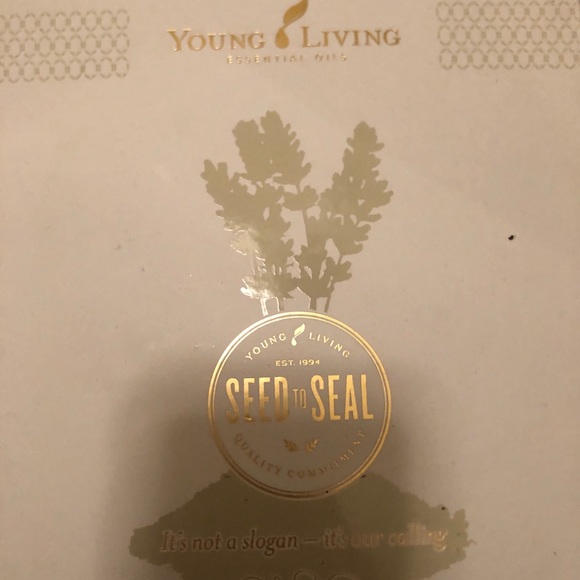 YOUNG LIVING
ESSENTIAL OILS
YOUNG LIVING
EST. 1994
SEED TO SEAL
QUALITY COMMITMENT
It's not a slogan – it's our calling